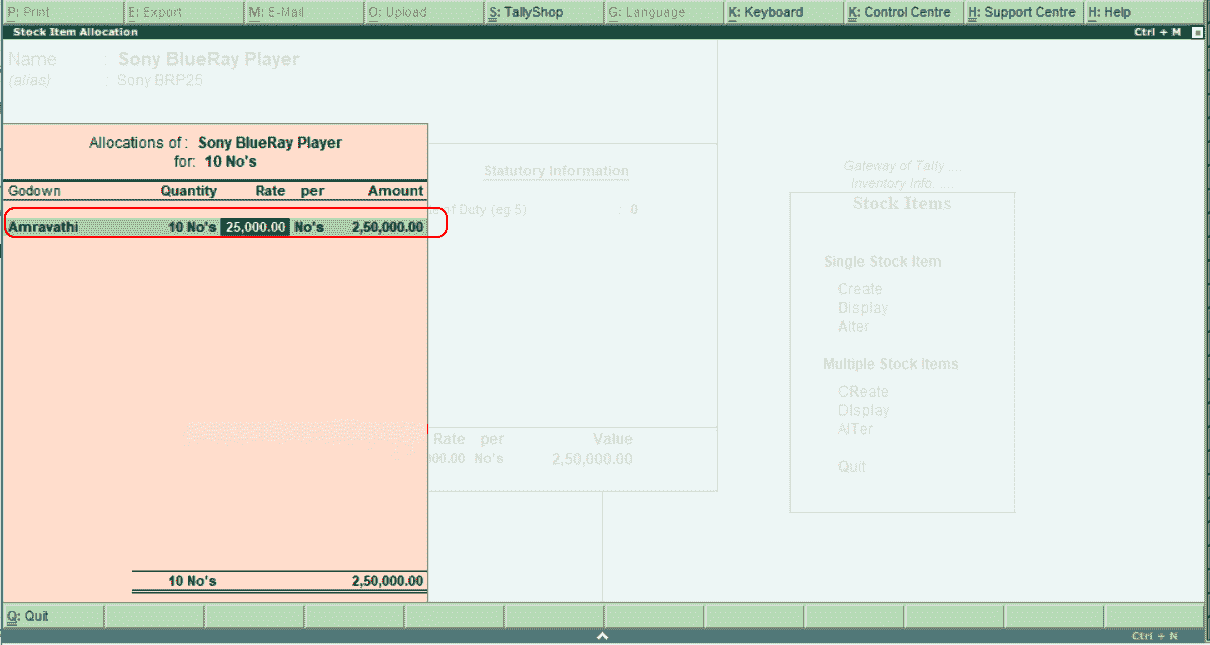 P: Print E: Export M: E-Mail O: Upload S: TallyShop G: Language K: Keyboard K: Control Centre H: Support Centre H: Help
Stock Item Allocation Ctrl + M
Name : Sony BlueRay Player
(alias) : Sony BRP25
Allocations of : Sony BlueRay Player
for: 10 No's
Godown Quantity Rate per Amount
Amravathi 10 No's 25,000.00 No's 2,50,000.00
10 No's 2,50,000.00
Statutory Information
of Duty (eg 5) : 0
Rate per Value
00.00 No's 2,50,000.00
Gateway of Tally ....
Inventory Info. ....
Stock Items
Single Stock Item
Create
Display
Alter
Multiple Stock Items
CReate
DIsplay
AlTer
Quit
Q: Quit
Ctrl + N